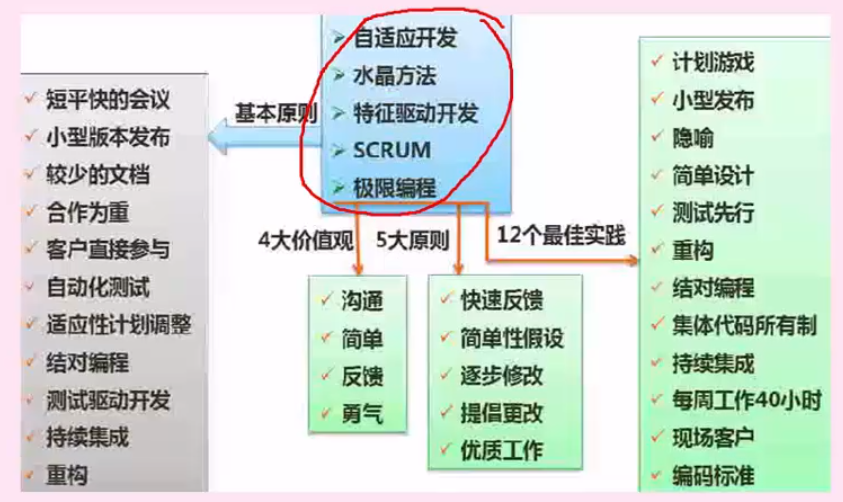 自适应开发
水晶方法
特征驱动开发
SCRUM
极限编程
基本原则
短平快的会议
小型版本发布
较少的文档
合作为重
客户直接参与
自动化测试
适应性计划调整
结对编程
测试驱动开发
持续集成
重构
4大价值观
沟通
简单
反馈
勇气
5大原则
快速反馈
简单性假设
逐步修改
提倡更改
优质工作
12个最佳实践
计划游戏
小型发布
隐喻
简单设计
测试先行
重构
结对编程
集体代码所有制
持续集成
每周工作40小时
现场客户
编码标准